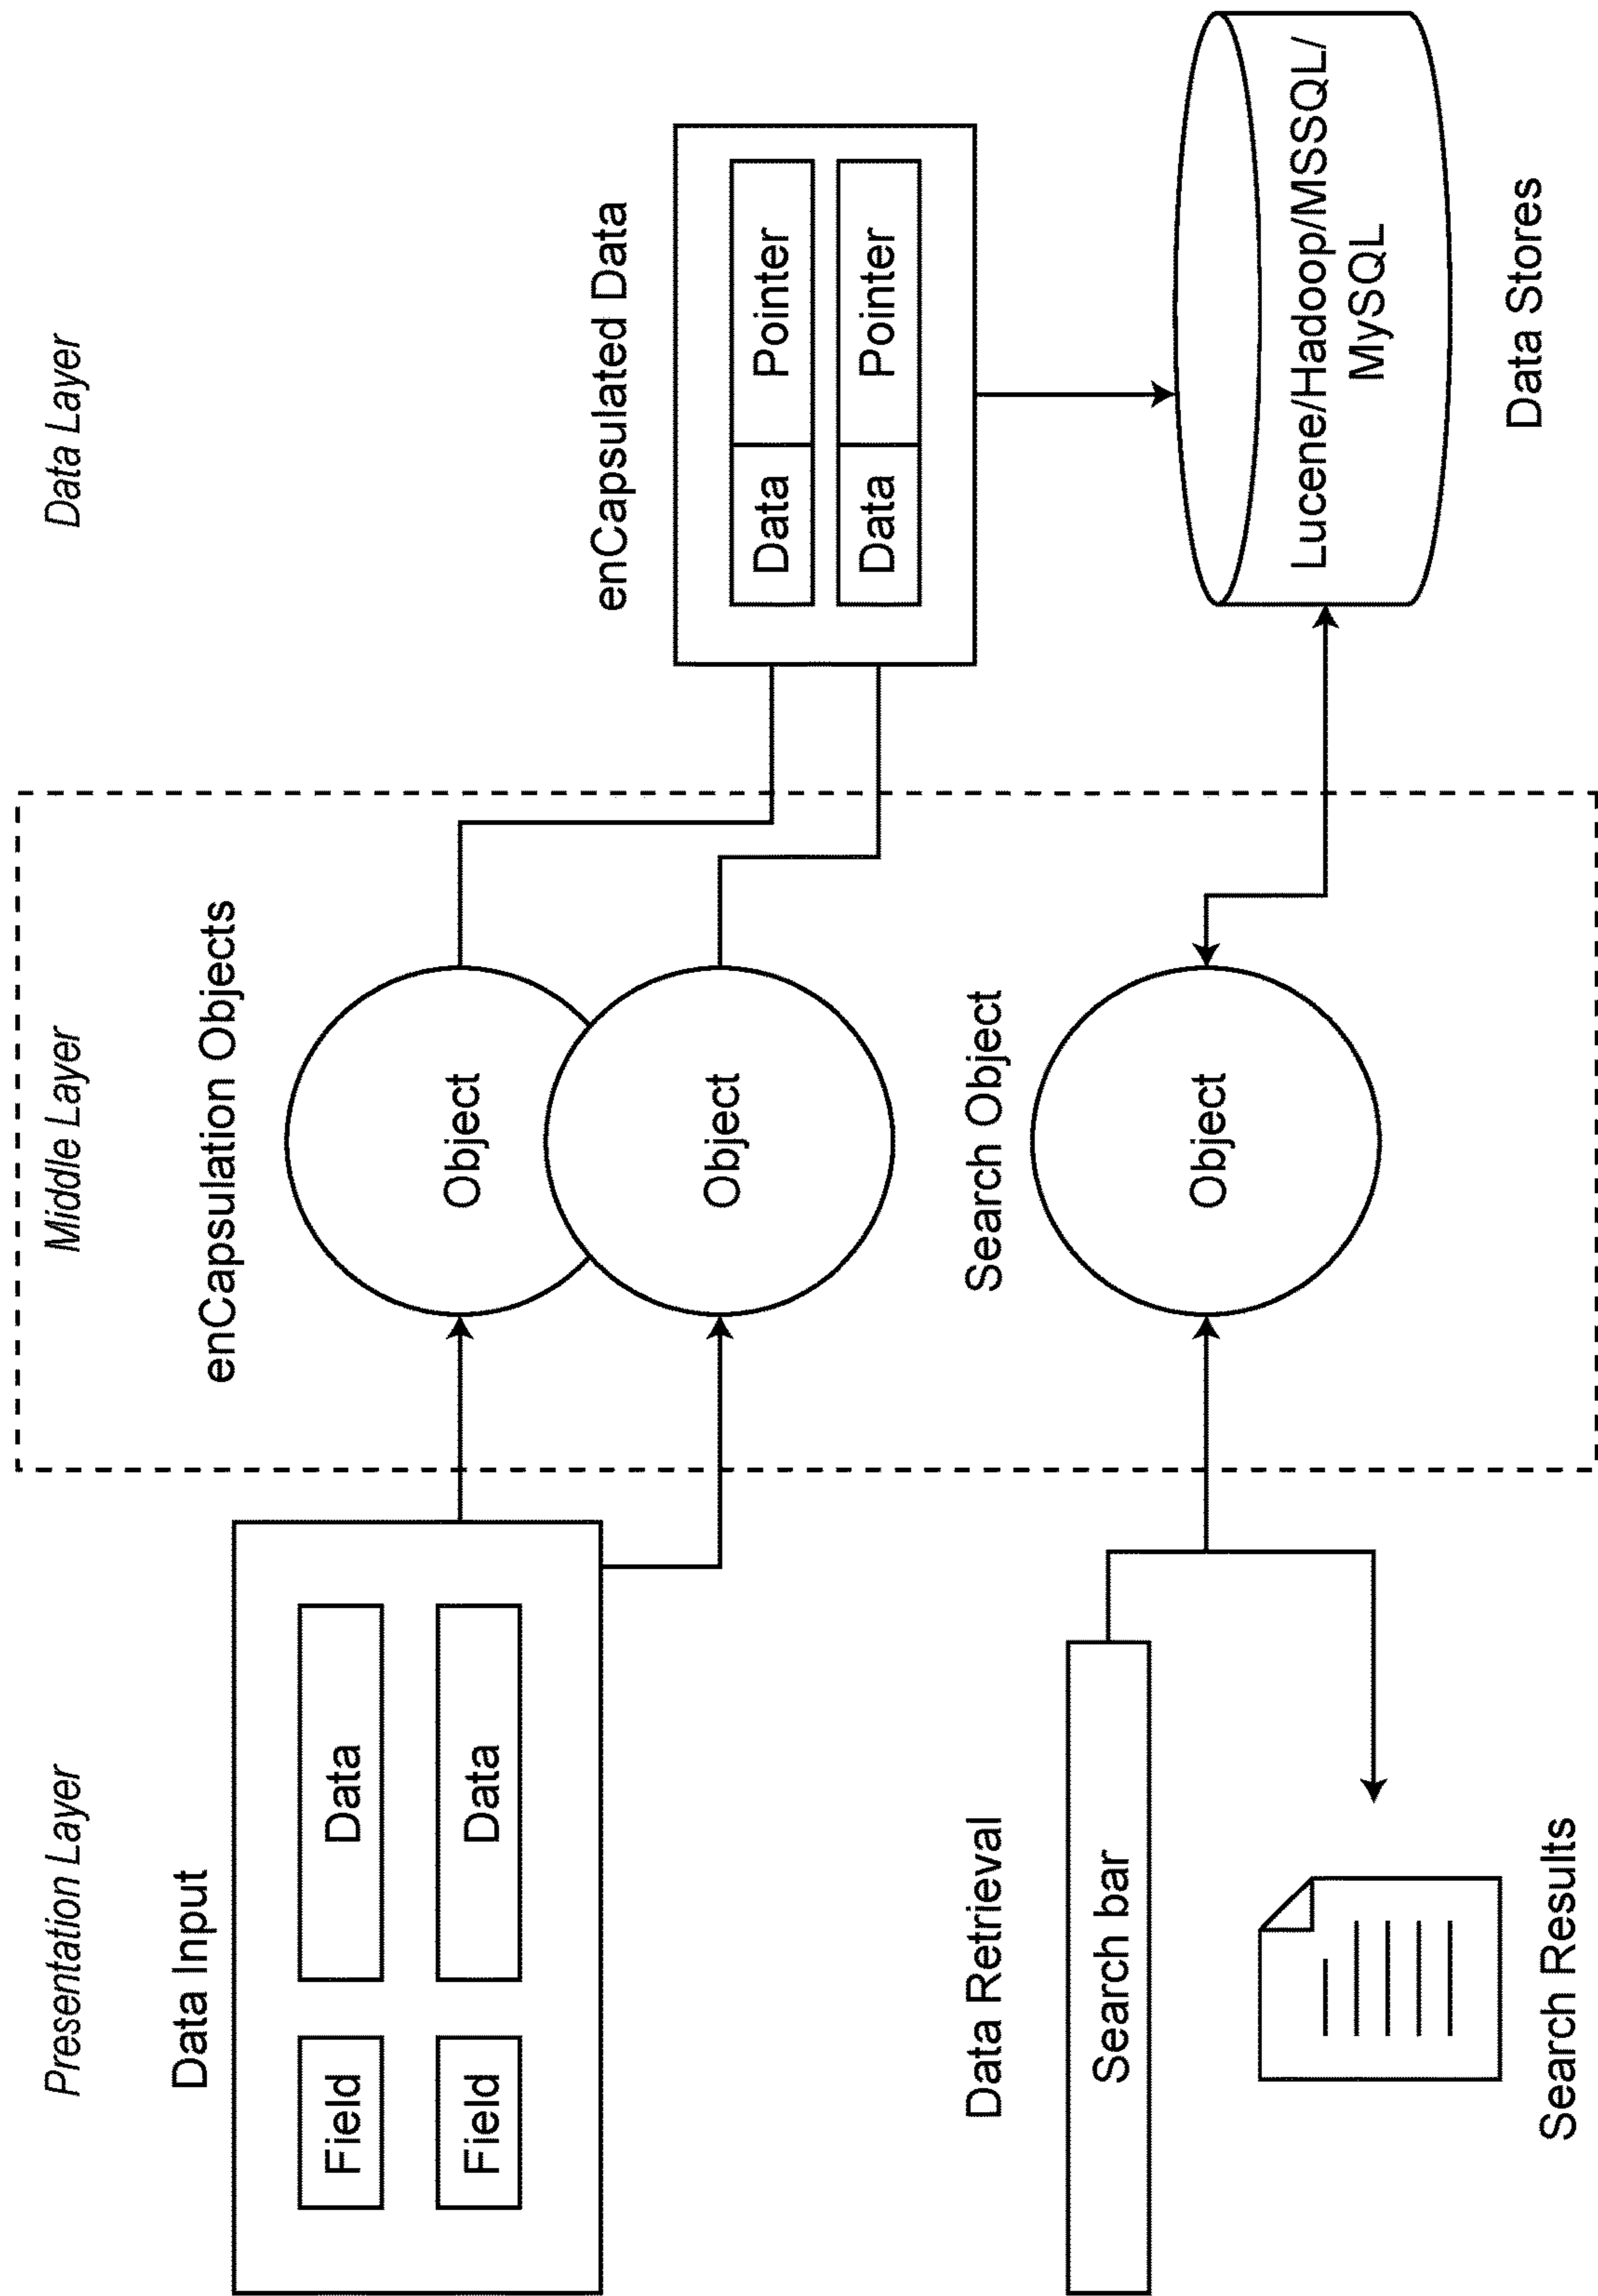 Presentation Layer
Middle Layer
Data Layer
Data Input
Field
Data
Field
Data
enCapsulation Objects
Object
Object
enCapsulated Data
Data
Pointer
Data
Pointer
Data Retrieval
Search bar
Search Results
Search Object
Object
Lucene/Hadoop/MSSQL/
MySQL
Data Stores